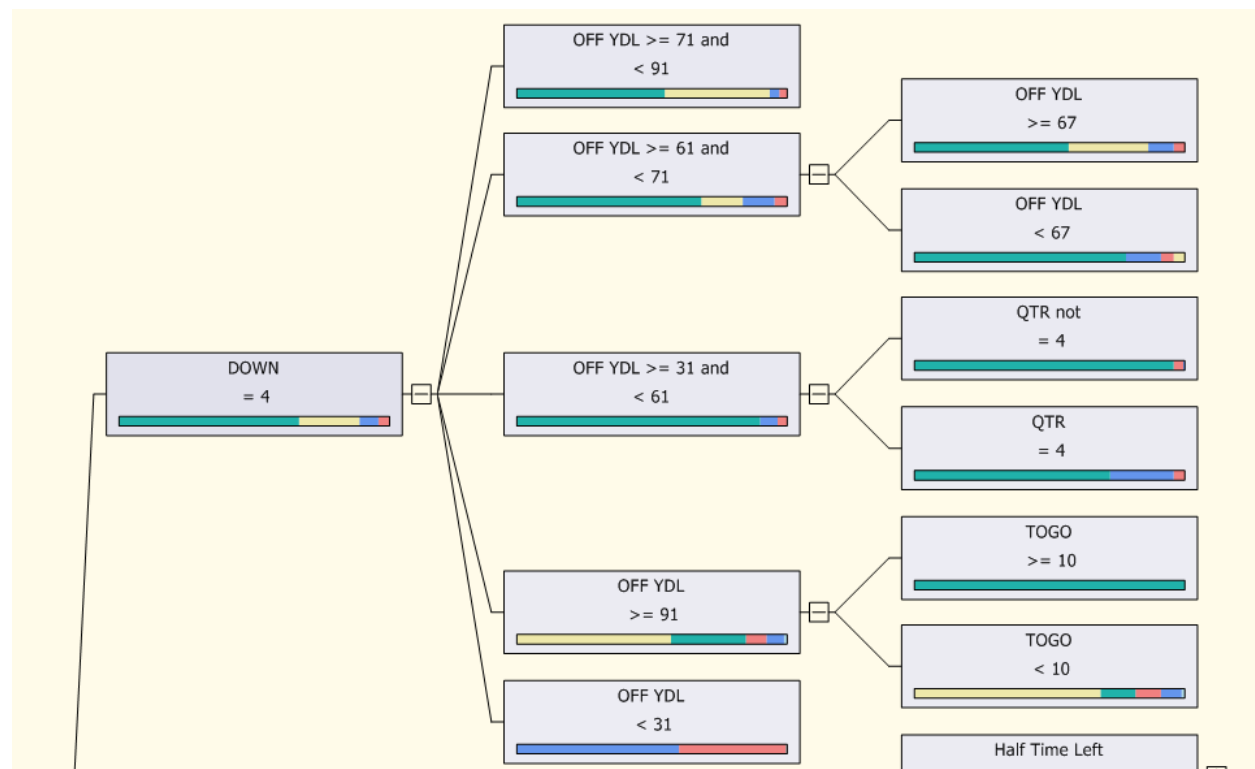 OFF YDL >= 71 and
< 91
OFF YDL
>= 67
OFF YDL >= 61 and
< 71
OFF YDL
< 67
QTR not
= 4
DOWN
= 4
OFF YDL >= 31 and
< 61
QTR
= 4
TOGO
>= 10
OFF YDL
>= 91
TOGO
< 10
OFF YDL
< 31
Half Time Left